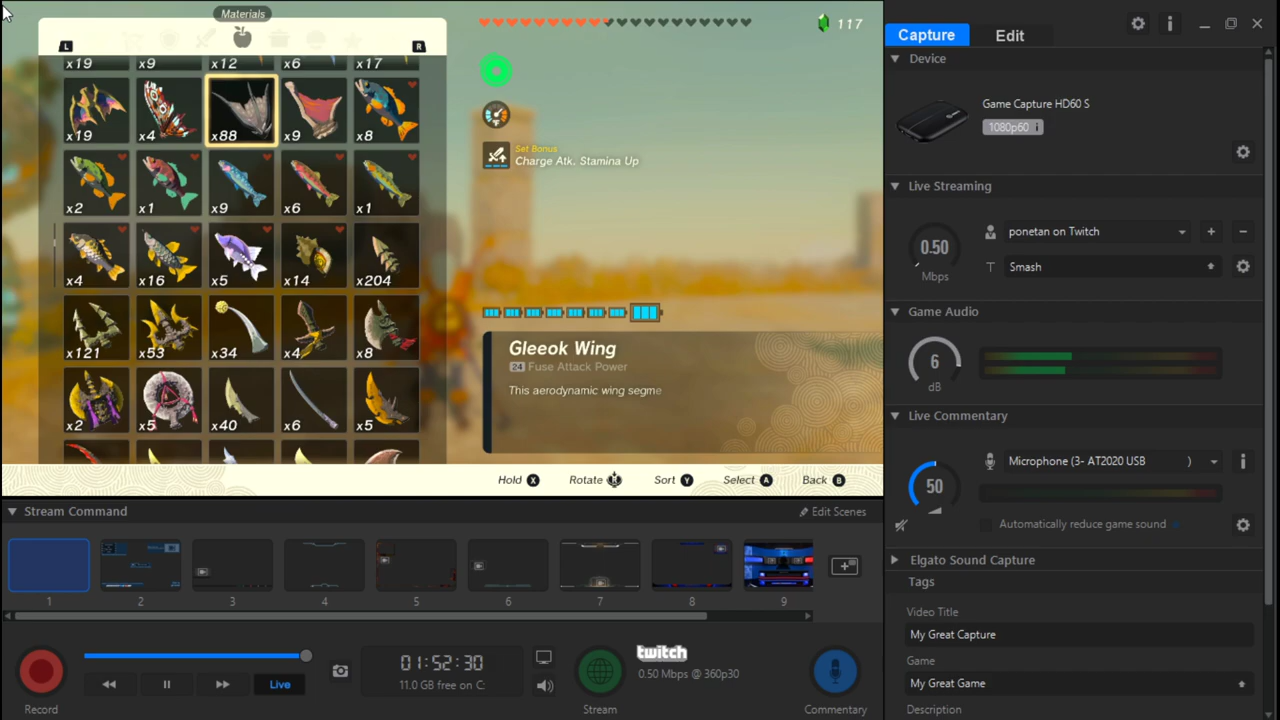 Materials
L
R
x19 x9 x12 x6 x17
x19 x4 x88 x9 x8
x2 x1 x9 x6 x1
x4 x16 x5 x14 x204
x121 x53 x34 x4 x8
x2 x5 x40 x6 x5
117
Set Bonus
Charge Atk. Stamina Up
Gleeok Wing
24 Fuse Attack Power
This aerodynamic wing segme
Hold X Rotate R Sort Y Select A Back B
Capture Edit
Device
Game Capture HD60 S
1080p60 i
Live Streaming
0.50
Mbps
ponetan on Twitch
T Smash
Game Audio
6
dB
Live Commentary
50
Microphone (3- AT2020 USB )
Automatically reduce game sound
Elgato Sound Capture
Tags
Video Title
My Great Capture
Game
My Great Game
Description
Stream Command
Edit Scenes
1 2 3 4 5 6 7 8 9
Record
Live
01:52:30
11.0 GB free on C:
Stream
twitch
0.50 Mbps @ 360p30
Commentary